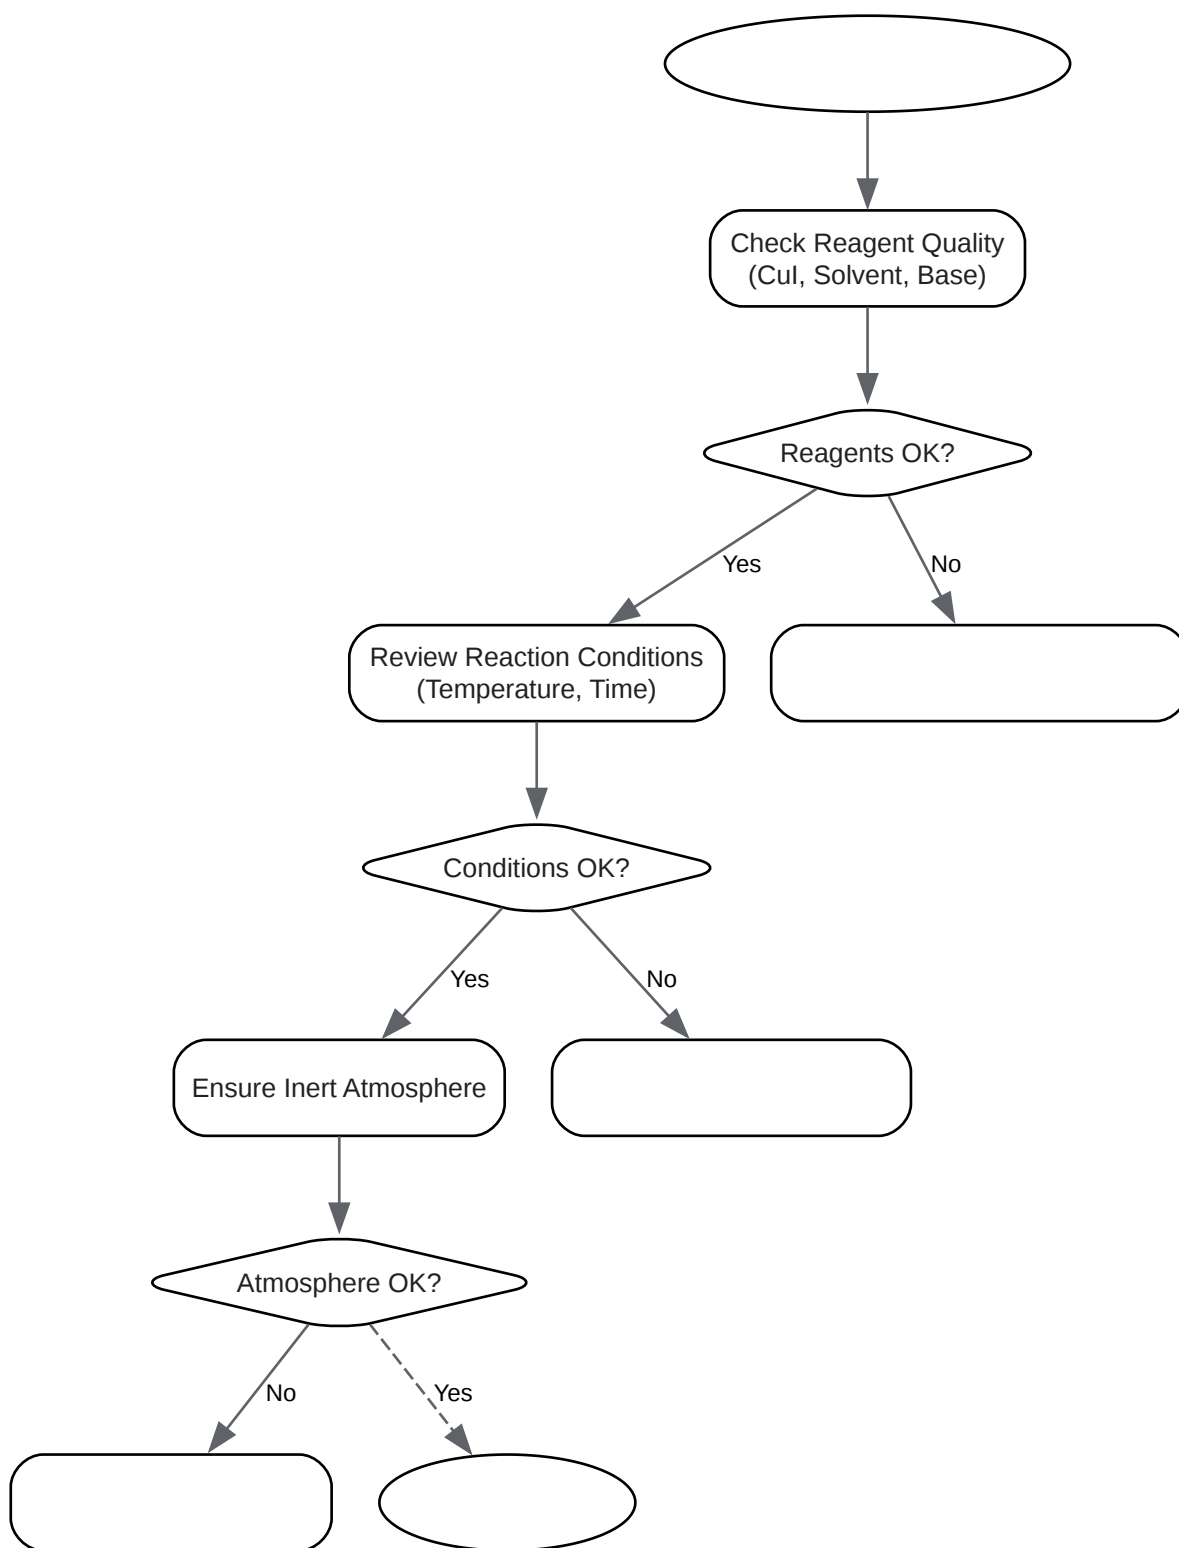 Check Reagent Quality
(CuI, Solvent, Base)
Reagents OK?
Yes
No
Review Reaction Conditions
(Temperature, Time)
Conditions OK?
Yes
No
Ensure Inert Atmosphere
Atmosphere OK?
No
Yes